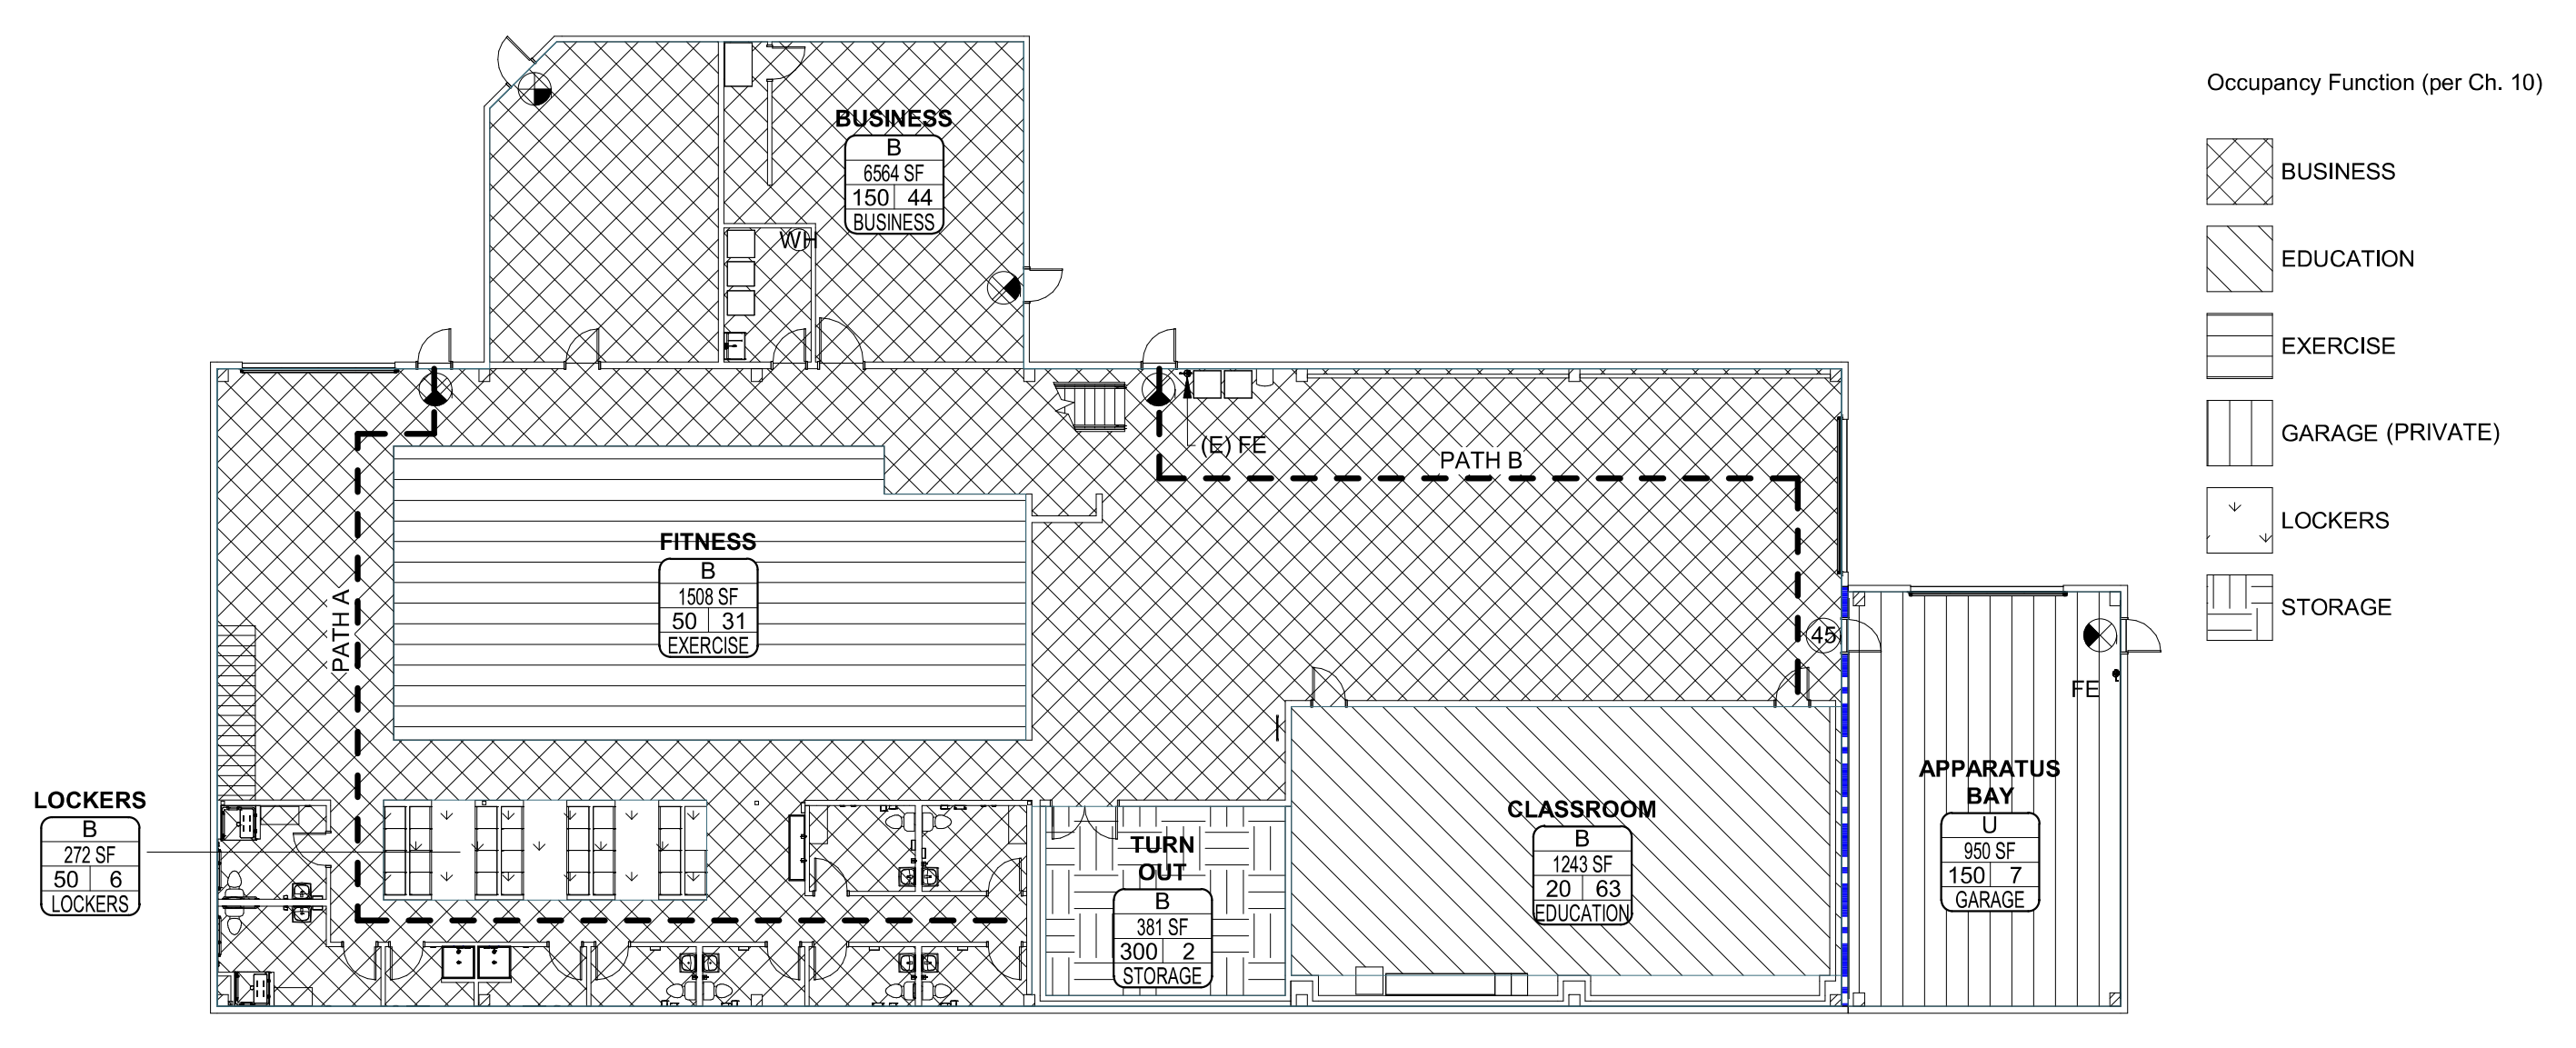 Occupancy Function (per Ch. 10)
BUSINESS
EDUCATION
EXERCISE
GARAGE (PRIVATE)
LOCKERS
STORAGE
BUSINESS
B
6564 SF
150 44
BUSINESS
WH
(E) FE
PATH B
PATH A
FITNESS
B
1508 SF
50 31
EXERCISE
45
FE
LOCKERS
B
272 SF
50 6
LOCKERS
TURN
OUT
B
381 SF
300 2
STORAGE
CLASSROOM
B
1243 SF
20 63
EDUCATION
APPARATUS
BAY
U
950 SF
150 7
GARAGE